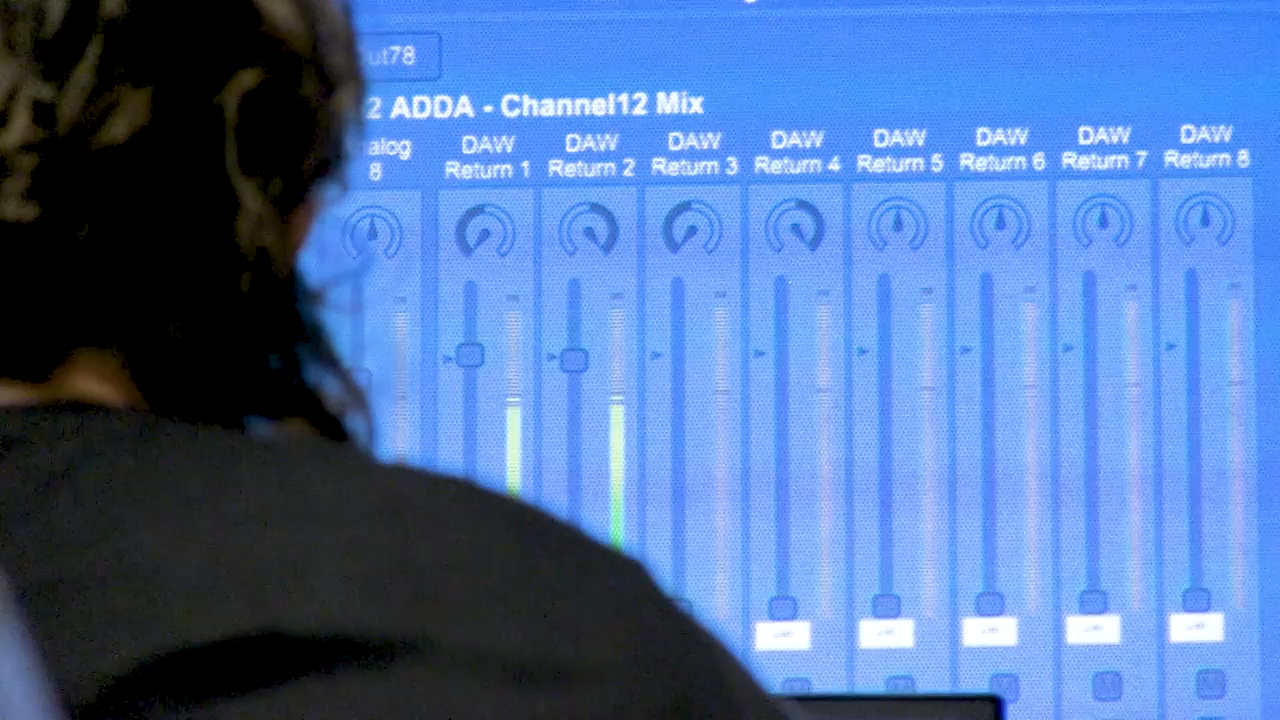 ut78
2 ADDA - Channel12 Mix
alog
8
DAW
Return 1
DAW
Return 2
DAW
Return 3
DAW
Return 4
DAW
Return 5
DAW
Return 6
DAW
Return 7
DAW
Return 8